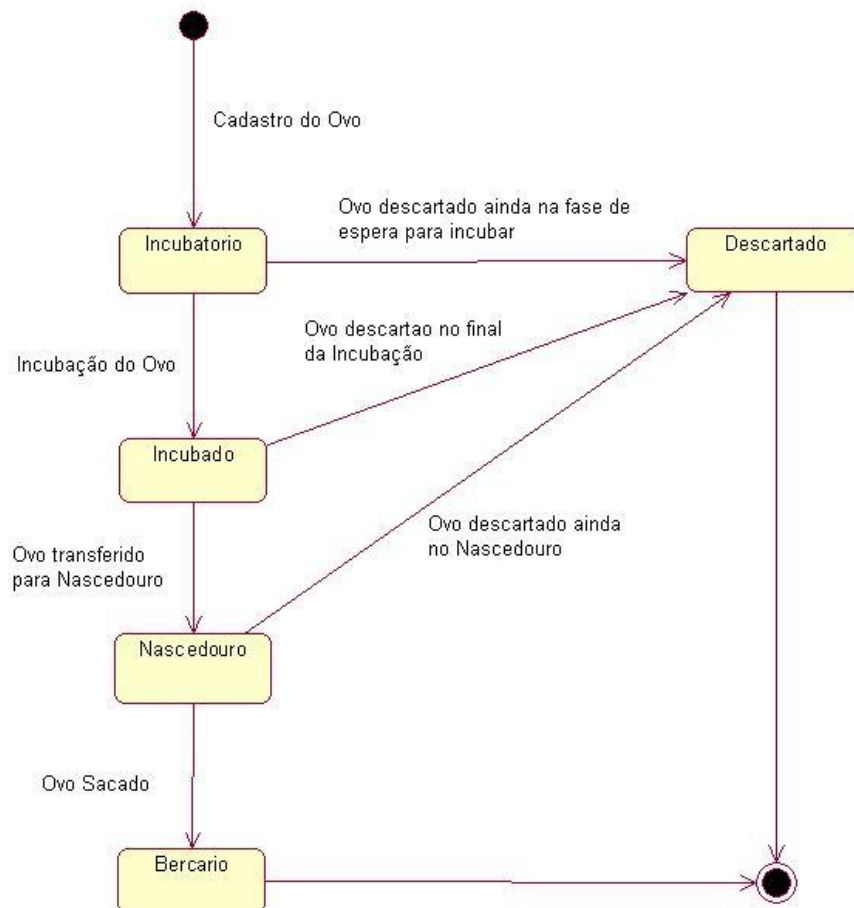 Cadastro do Ovo
Ovo descartado ainda na fase de
espera para incubar
Incubatorio
Descartado
Ovo descartao no final
da Incubação
Incubação do Ovo
Incubado
Ovo descartado ainda
no Nascedouro
Ovo transferido
para Nascedouro
Nascedouro
Ovo Sacado
Bercario